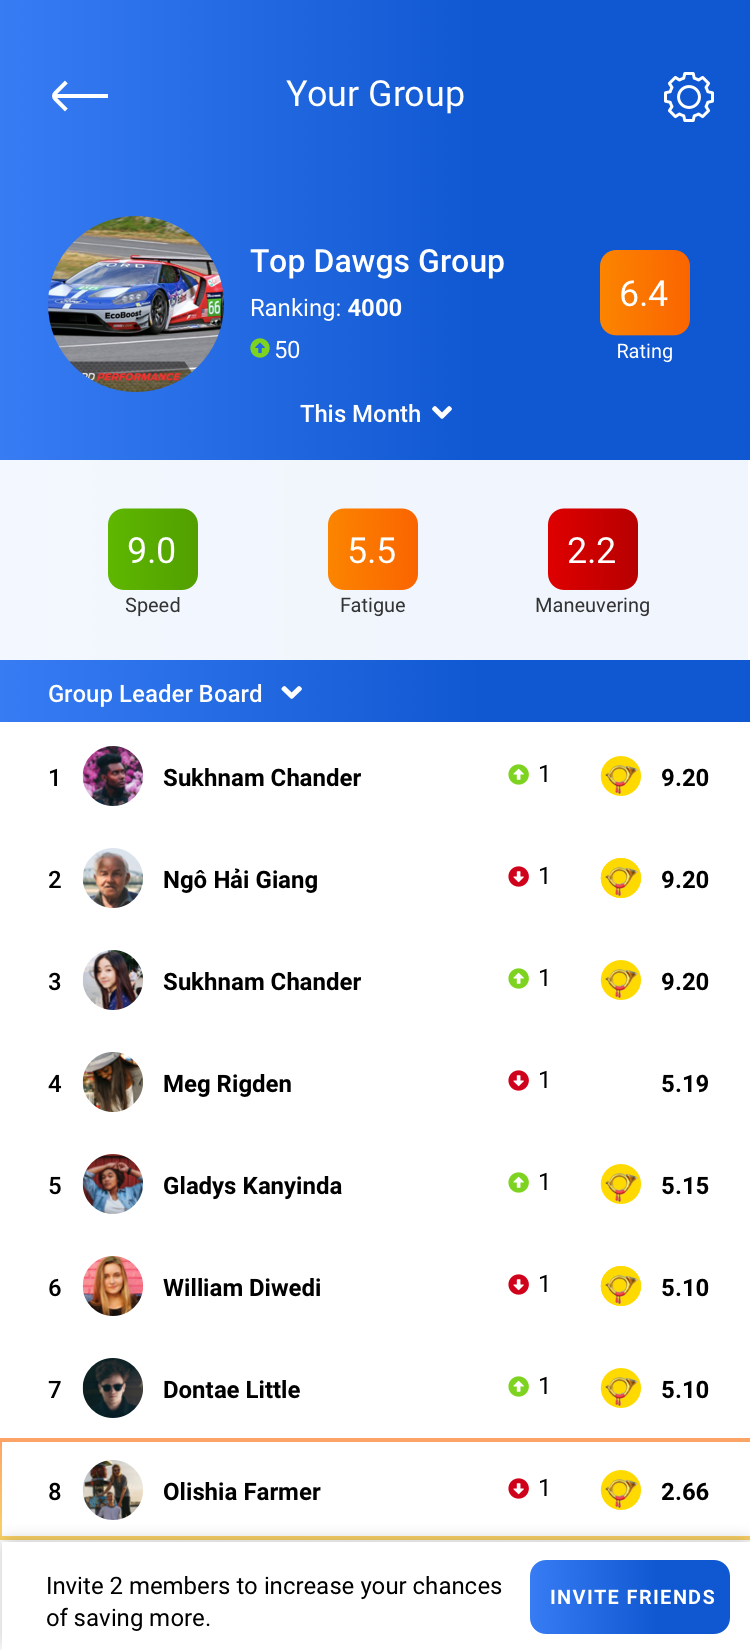 Your Group
Top Dawgs Group
Ranking: 4000
50
6.4
Rating
EcoBoost
66
PERFORMANCE
This Month
9.0
Speed
5.5
Fatigue
2.2
Maneuvering
Group Leader Board
1 Sukhnam Chander 1 9.20
2 Ngô Hải Giang 1 9.20
3 Sukhnam Chander 1 9.20
4 Meg Rigden 1 5.19
5 Gladys Kanyinda 1 5.15
6 William Diwedi 1 5.10
7 Dontae Little 1 5.10
8 Olishia Farmer 1 2.66
Invite 2 members to increase your chances
of saving more.
INVITE FRIENDS